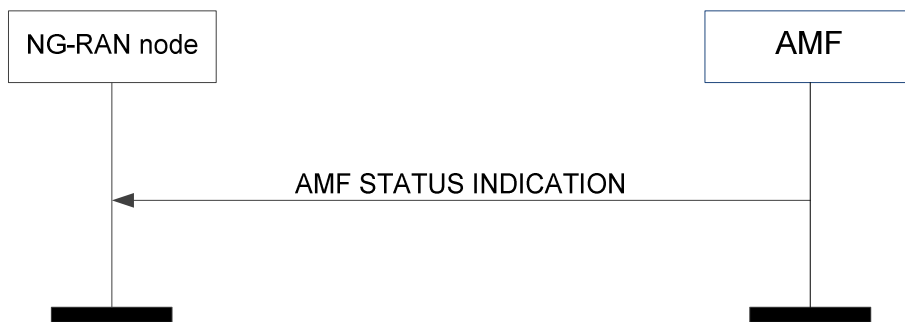 NG-RAN node
AMF
AMF STATUS INDICATION